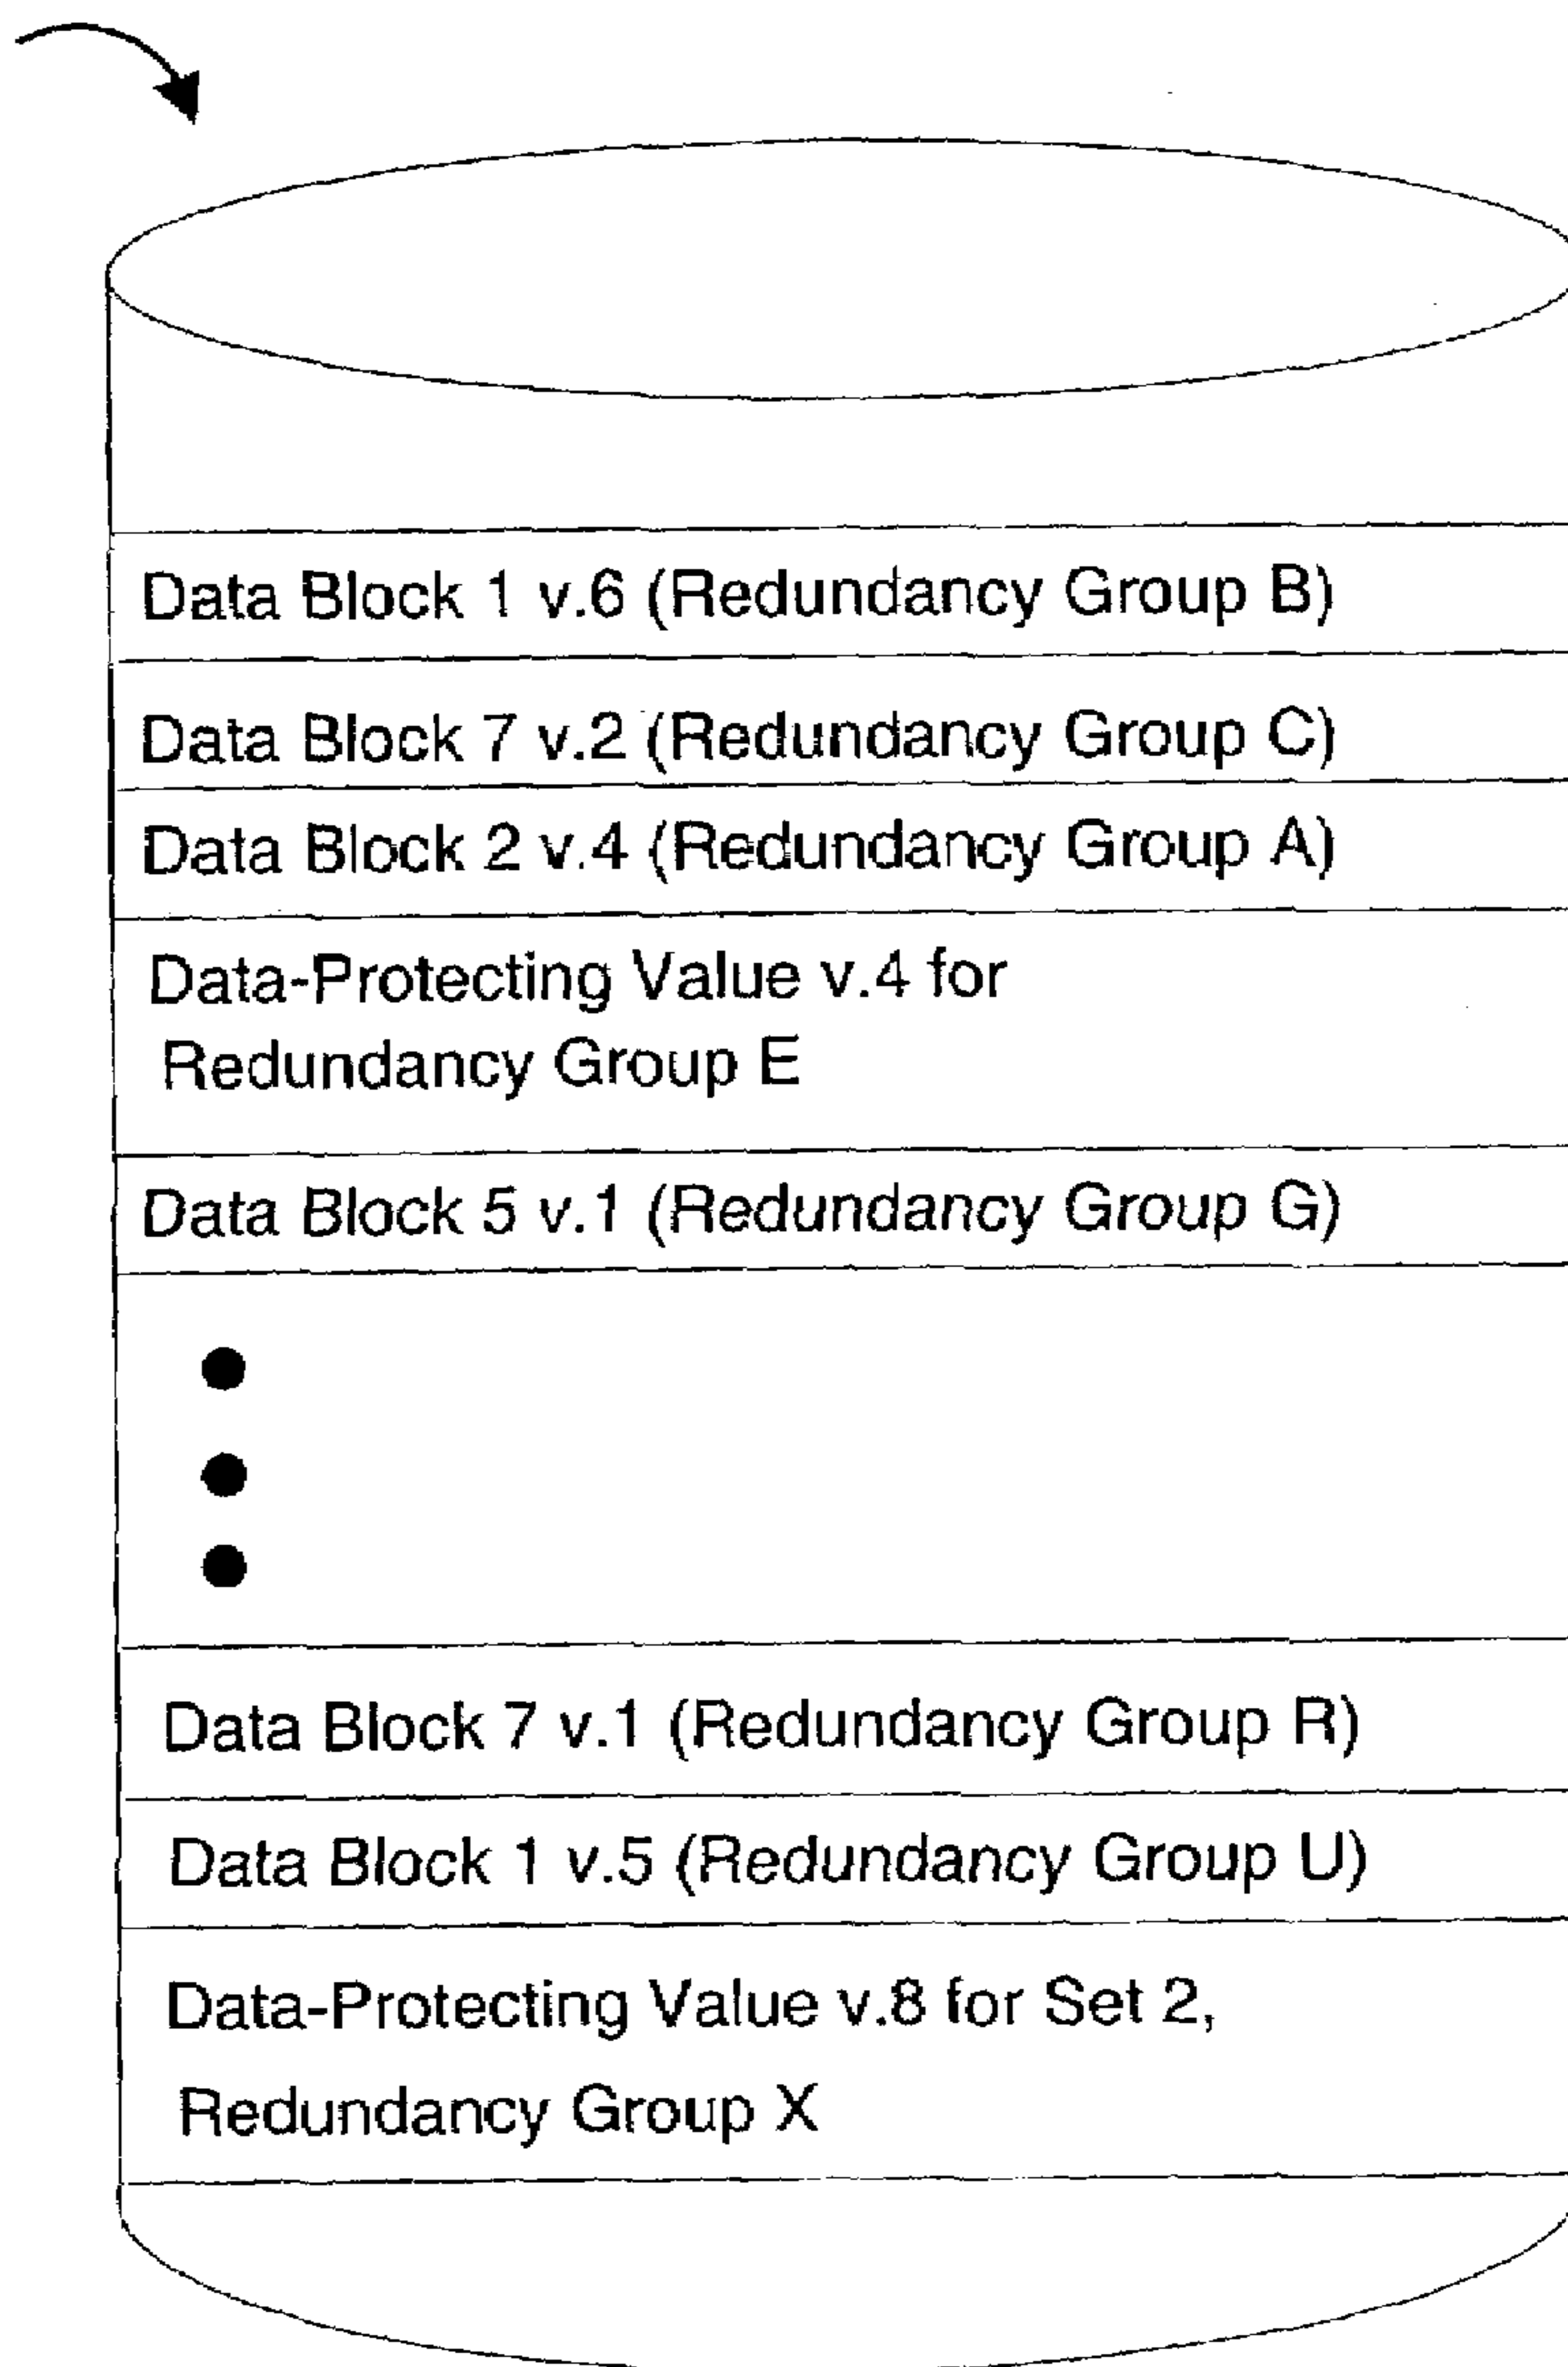 Data Block 1 v.6 (Redundancy Group B)
Data Block 7 v.2 (Redundancy Group C)
Data Block 2 v.4 (Redundancy Group A)
Data-Protecting Value v.4 for
Redundancy Group E
Data Block 5 v.1 (Redundancy Group G)
Data Block 7 v.1 (Redundancy Group R)
Data Block 1 v.5 (Redundancy Group U)
Data-Protecting Value v.8 for Set 2,
Redundancy Group X